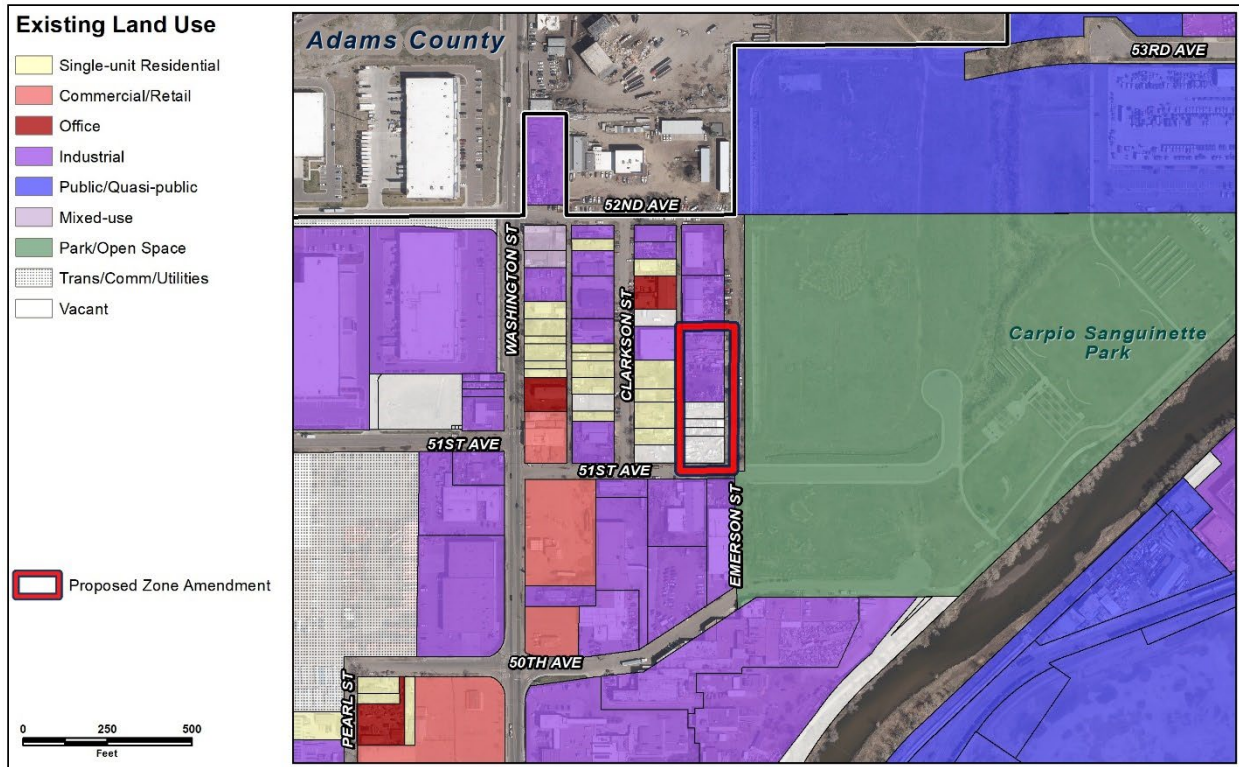 Existing Land Use
Single-unit Residential
Commercial/Retail
Office
Industrial
Public/Quasi-public
Mixed-use
Park/Open Space
Trans/Comm/Utilities
Vacant
Proposed Zone Amendment
0 250 500
Feet
Adams County
53RD AVE
52ND AVE
WASHINGTON ST
CLARKSON ST
Carpio Sanguinette
Park
51ST AVE
51ST AVE
EMERSON ST
50TH AVE
PEARL ST